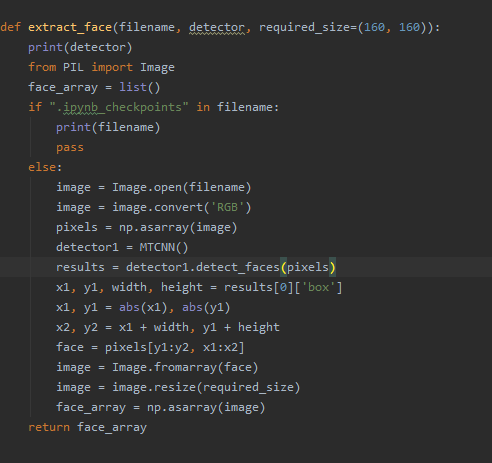 def extract_face(filename, detector, required_size=(160, 160)):
    print(detector)
    from PIL import Image
    face_array = list()
    if ".ipynb_checkpoints" in filename:
        print(filename)
        pass
    else:
        image = Image.open(filename)
        image = image.convert('RGB')
        pixels = np.asarray(image)
        detector1 = MTCNN()
        results = detector1.detect_faces(pixels)
        x1, y1, width, height = results[0]['box']
        x1, y1 = abs(x1), abs(y1)
        x2, y2 = x1 + width, y1 + height
        face = pixels[y1:y2, x1:x2]
        image = Image.fromarray(face)
        image = image.resize(required_size)
        face_array = np.asarray(image)
    return face_array